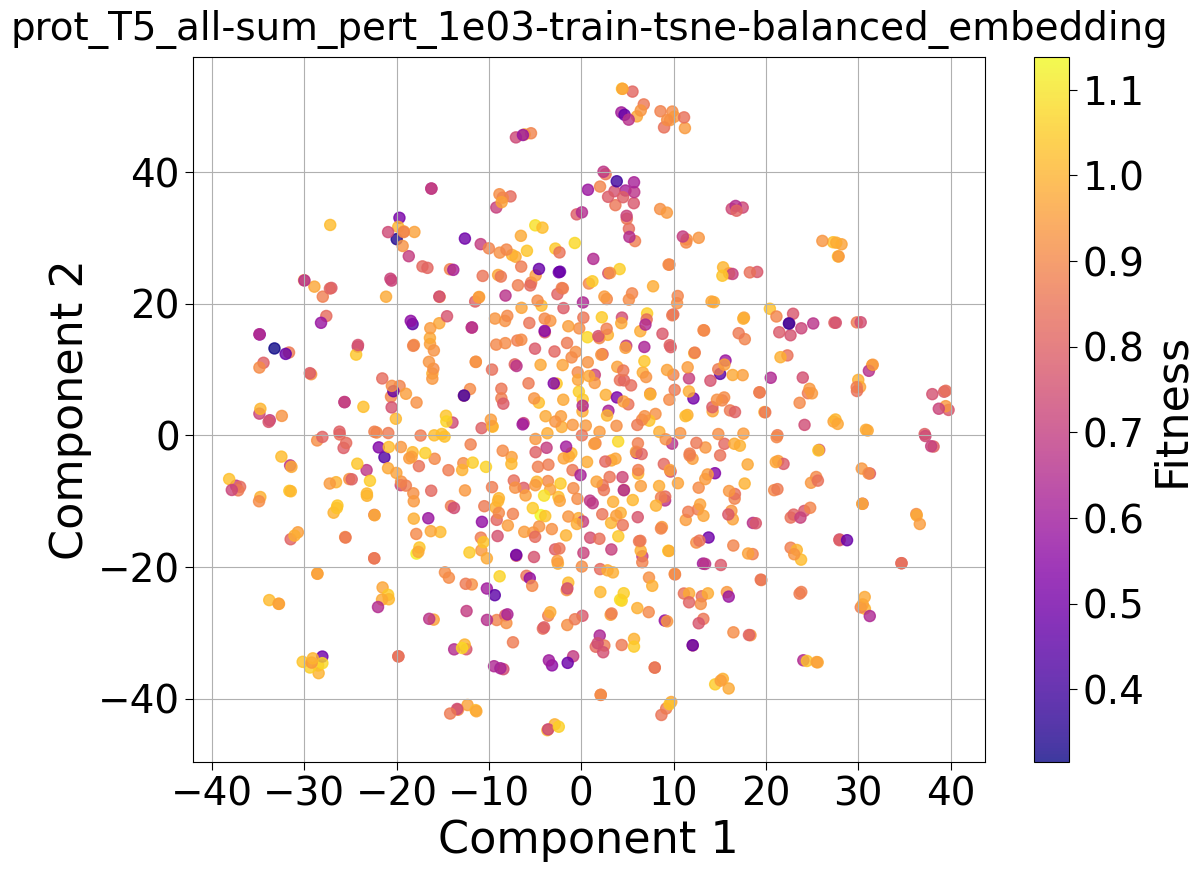 prot_T5_all-sum_pert_1e03-train-tsne-balanced_embedding
Component 2
40
20
0
−20
−40
−40 −30 −20 −10 0 10 20 30 40
Component 1
1.1
1.0
0.9
0.8
0.7
0.6
0.5
0.4
Fitness